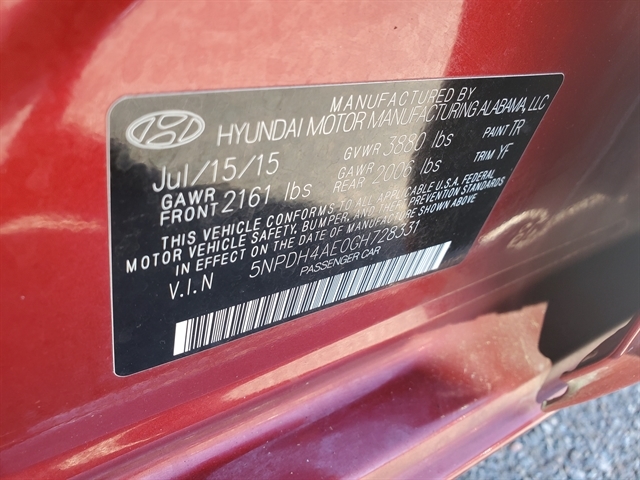 MANUFACTURED BY
HYUNDAI MOTOR MANUFACTURING ALABAMA, LLC
Jul/15/15 GVWR 3880 lbs PAINT TR
GAWR FRONT 2161 lbs GAWR REAR 2006 lbs TRIM YF
THIS VEHICLE CONFORMS TO ALL APPLICABLE U.S.A. FEDERAL
MOTOR VEHICLE SAFETY, BUMPER, AND THEFT PREVENTION STANDARDS
IN EFFECT ON THE DATE OF MANUFACTURE SHOWN ABOVE.
V.I.N 5NPDH4AE0GH728331
PASSENGER CAR